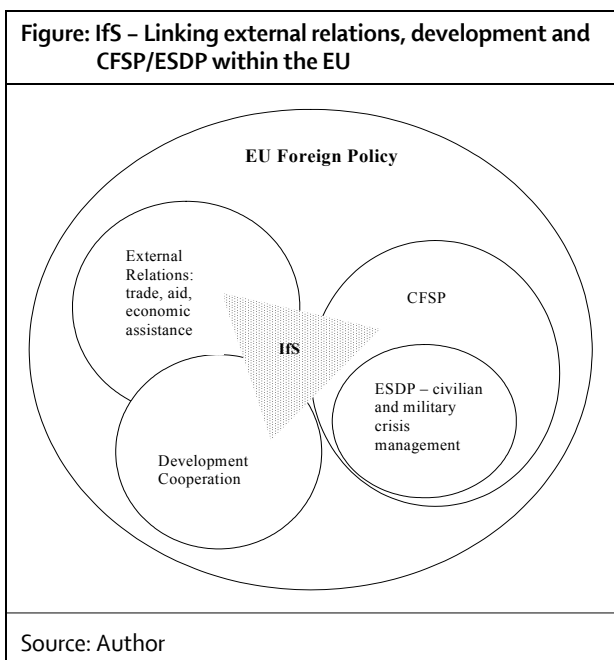 Figure: IfS – Linking external relations, development and
CFSP/ESDP within the EU
EU Foreign Policy
External
Relations:
trade, aid,
economic
assistance
IfS
CFSP
ESDP – civilian
and military
crisis
management
Development
Cooperation
Source: Author